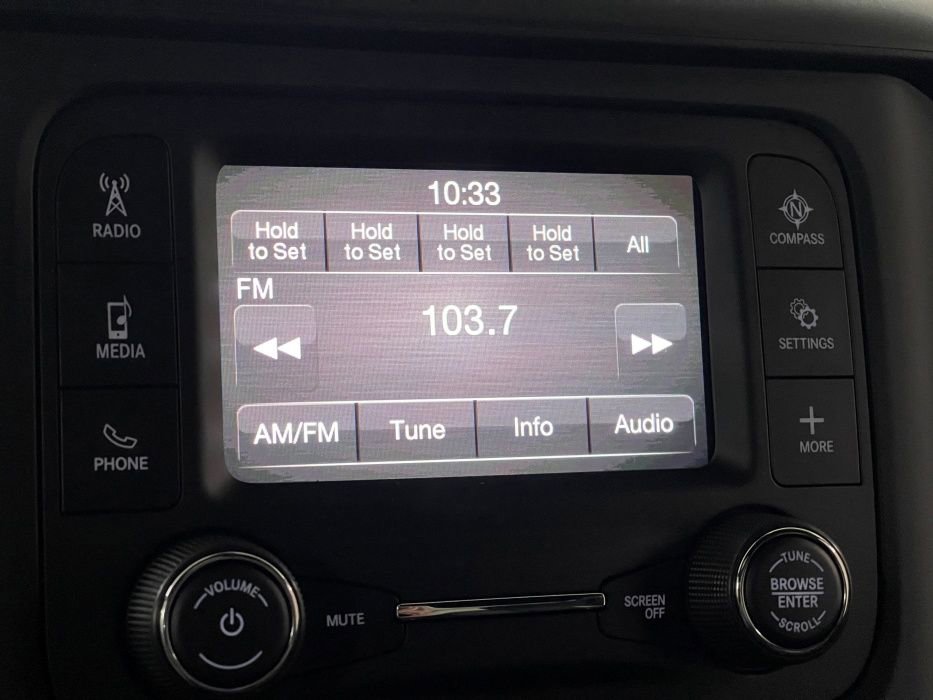 10:33
Hold
to Set
Hold
to Set
Hold
to Set
Hold
to Set
All
FM
103.7
AM/FM
Tune
Info
Audio
RADIO
MEDIA
PHONE
N
COMPASS
SETTINGS
MORE
VOLUME
MUTE
SCREEN
OFF
TUNE
BROWSE
ENTER
SCROLL